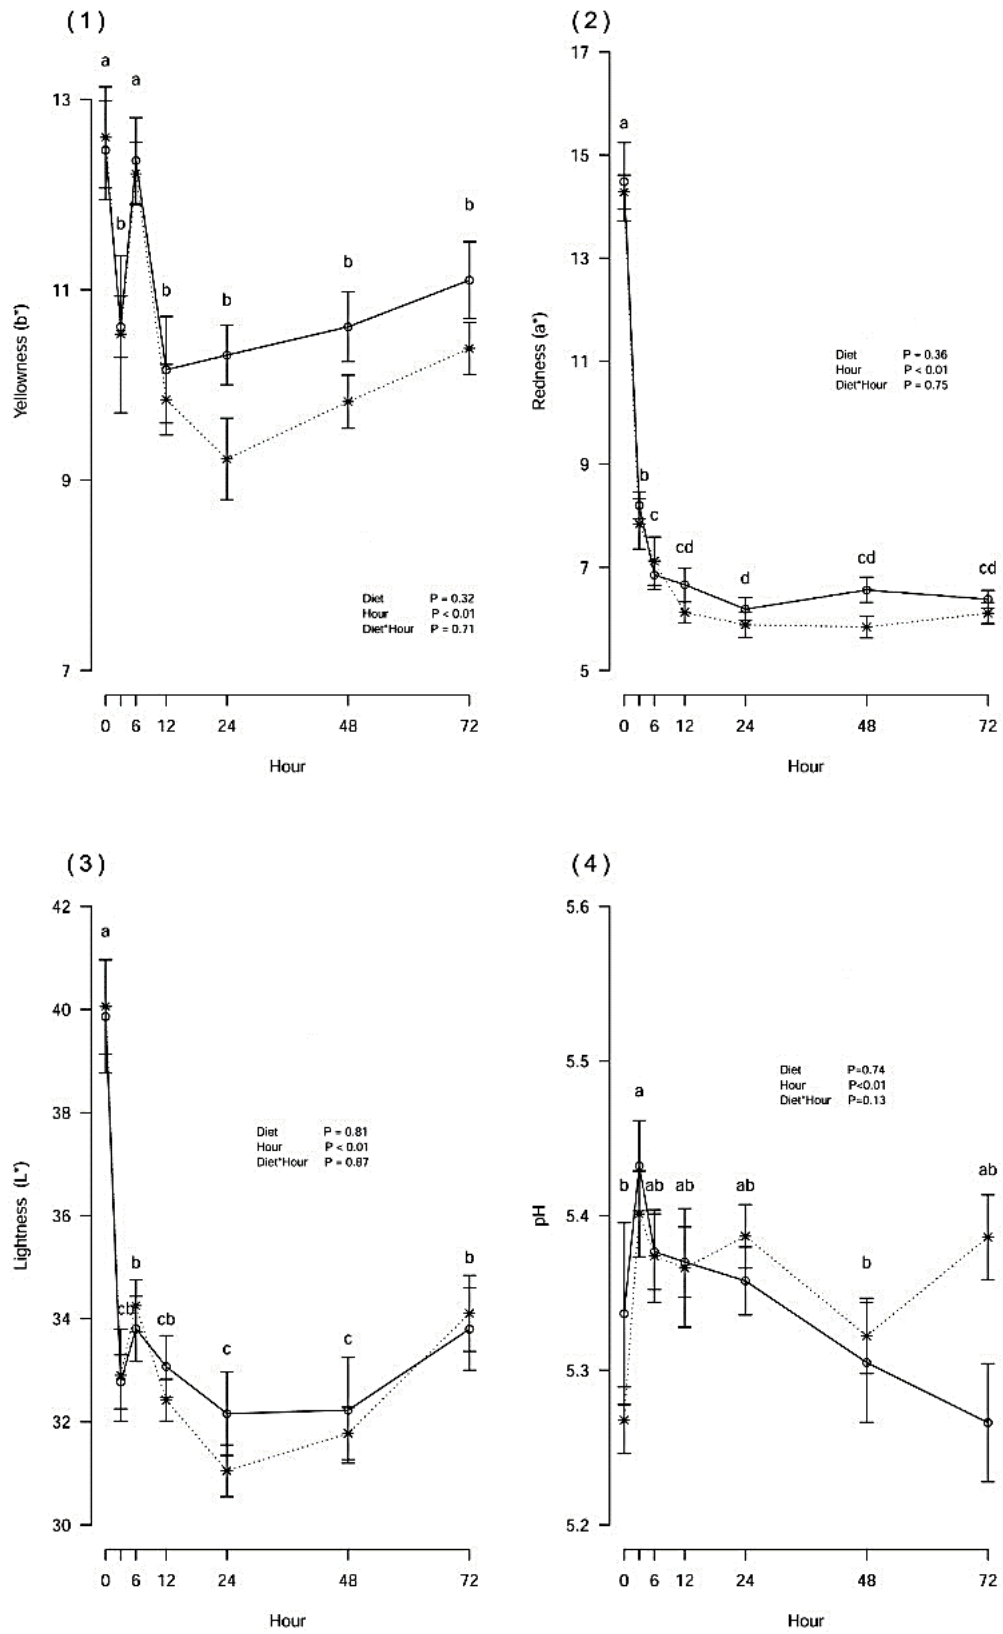 (1)
a
a
13
b
b
b
b
b
11
Yellowness (b*)
9
Diet P = 0.32
Hour P < 0.01
Diet*Hour P = 0.71
7
0 6 12 24 48 72
Hour
(2)
17
a
15
13
Redness (a*)
Diet P = 0.36
Hour P < 0.01
Diet*Hour P = 0.75
11
9
b
c
cd
d
cd
cd
7
5
0 6 12 24 48 72
Hour
(3)
42
a
40
38
Diet P = 0.81
Hour P < 0.01
Diet*Hour P = 0.87
Lightness (L*)
36
b
b
cb
cb
c
c
34
32
30
0 6 12 24 48 72
Hour
(4)
5.6
5.5
Diet P=0.74
Hour P<0.01
Diet*Hour P=0.13
a
b ab ab ab
ab
pH
5.4
b
5.3
5.2
0 6 12 24 48 72
Hour